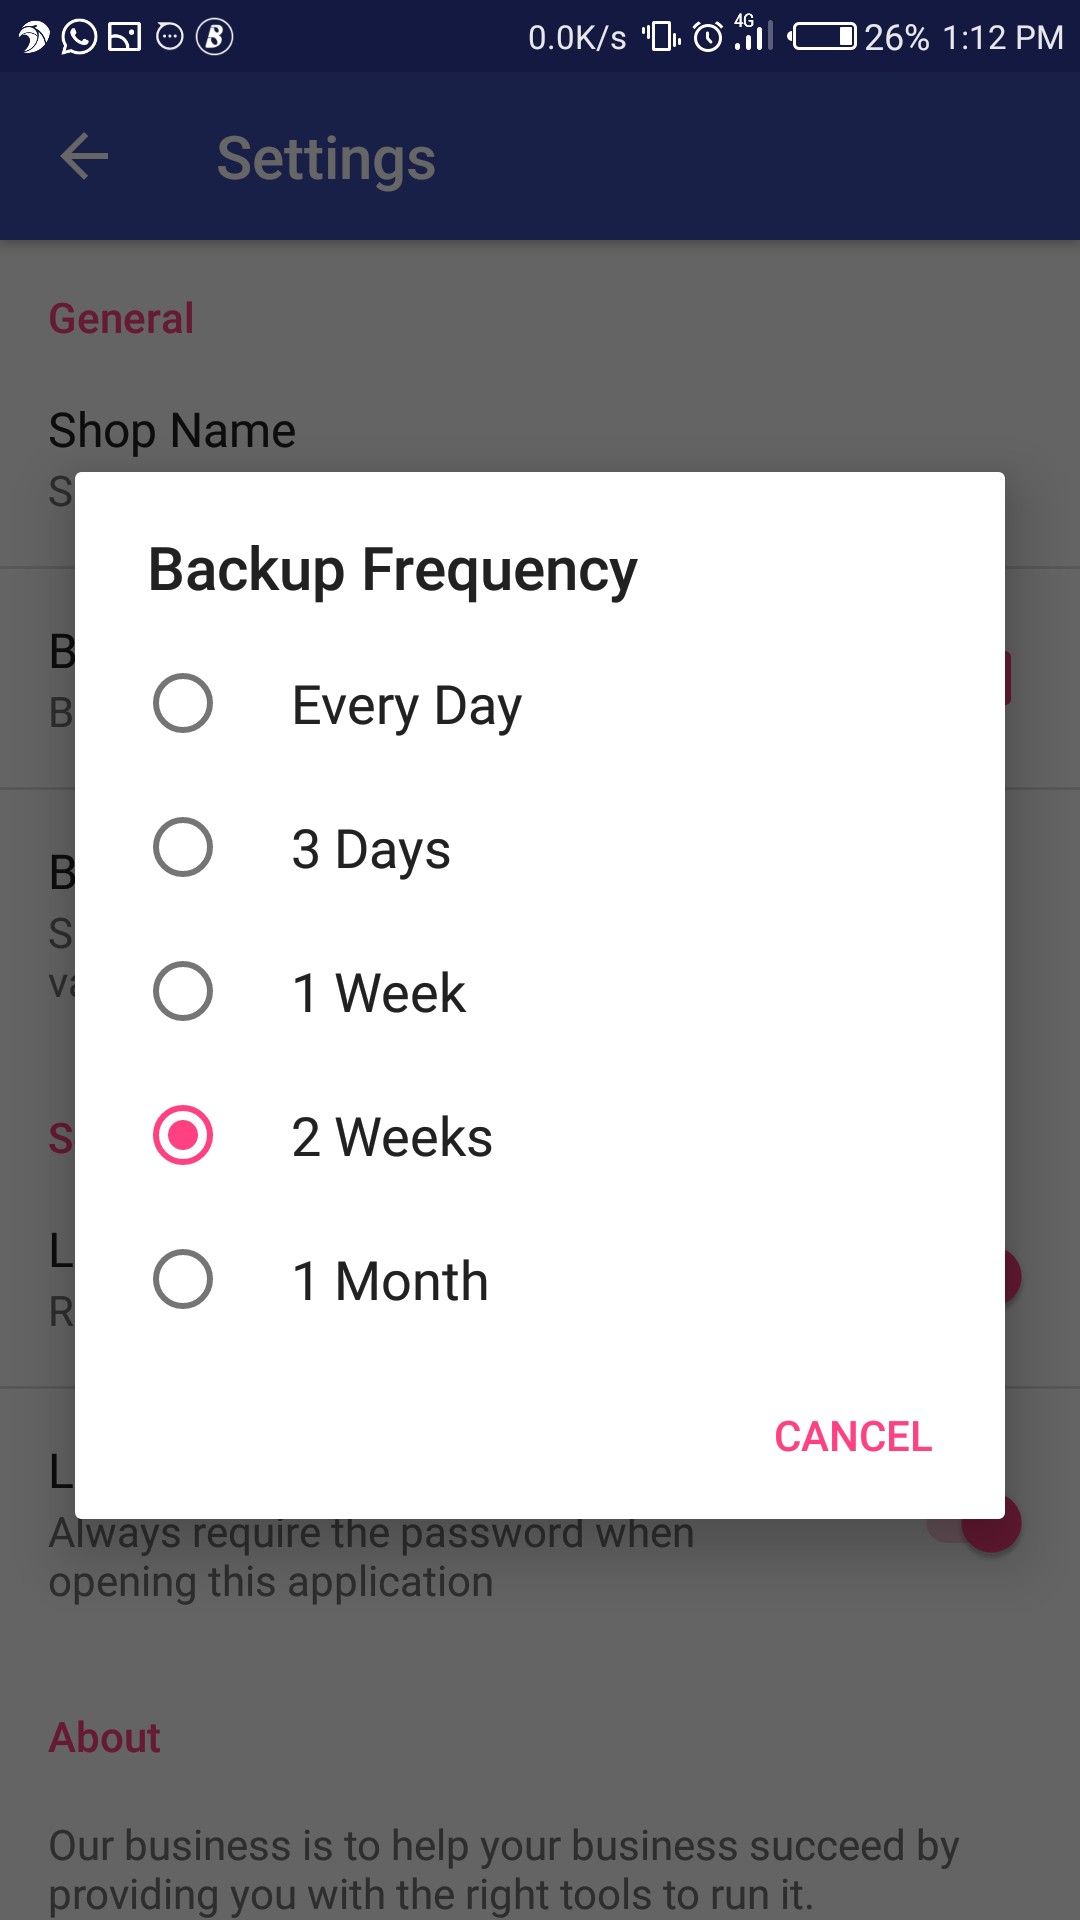 0.0K/s 4G 26% 1:12 PM
Settings
General
Shop Name
Backup Frequency
Every Day
3 Days
1 Week
2 Weeks
1 Month
CANCEL
Always require the password when
opening this application
About
Our business is to help your business succeed by
providing you with the right tools to run it.